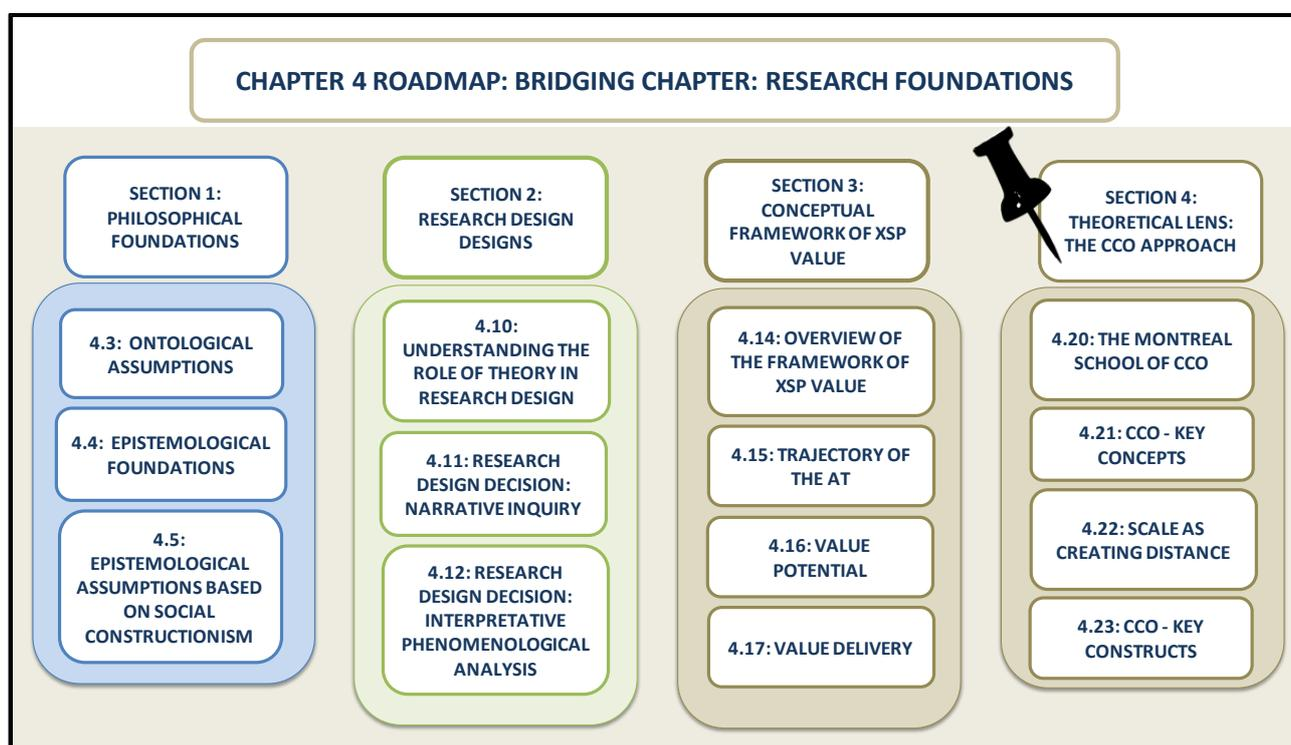 CHAPTER 4 ROADMAP: BRIDGING CHAPTER: RESEARCH FOUNDATIONS
SECTION 1:
PHILOSOPHICAL
FOUNDATIONS
4.3: ONTOLOGICAL
ASSUMPTIONS
4.4: EPISTEMOLOGICAL
FOUNDATIONS
4.5:
EPISTEMOLOGICAL
ASSUMPTIONS BASED
ON SOCIAL
CONSTRUCTIONISM
SECTION 2:
RESEARCH DESIGN
DESIGNS
4.10:
UNDERSTANDING THE
ROLE OF THEORY IN
RESEARCH DESIGN
4.11: RESEARCH
DESIGN DECISION:
NARRATIVE INQUIRY
4.12: RESEARCH
DESIGN DECISION:
INTERPRETATIVE
PHENOMENOLOGICAL
ANALYSIS
SECTION 3:
CONCEPTUAL
FRAMEWORK OF XSP
VALUE
4.14: OVERVIEW OF
THE FRAMEWORK OF
XSP VALUE
4.15: TRAJECTORY OF
THE AT
4.16: VALUE
POTENTIAL
4.17: VALUE DELIVERY
SECTION 4:
THEORETICAL LENS:
THE CCO APPROACH
4.20: THE MONTREAL
SCHOOL OF CCO
4.21: CCO - KEY
CONCEPTS
4.22: SCALE AS
CREATING DISTANCE
4.23: CCO - KEY
CONSTRUCTS